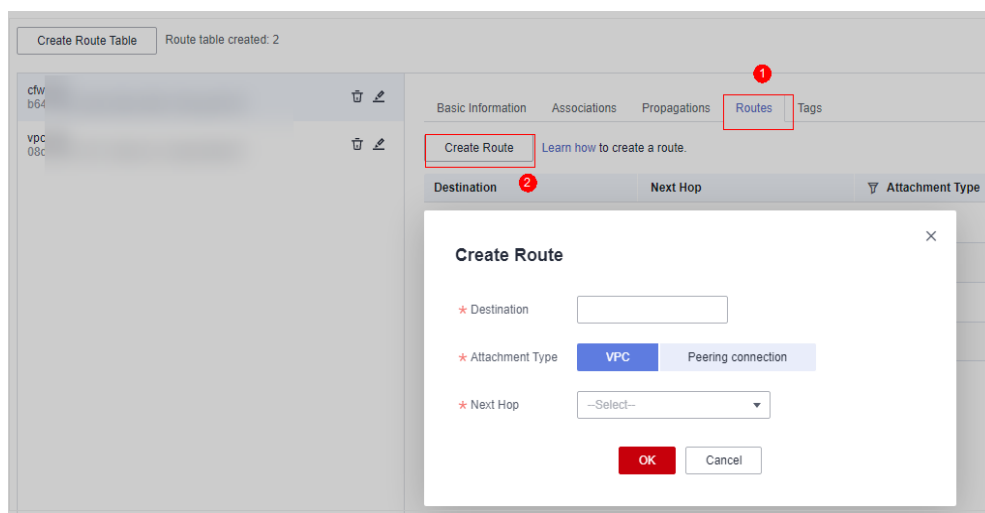 Create Route Table Route table created: 2
1
cfw
b64
Basic Information Associations Propagations Routes Tags
vpc
08c
Create Route Learn how to create a route.
2
Destination Next Hop Attachment Type
Create Route
* Destination
* Attachment Type VPC Peering connection
* Next Hop --Select--
OK Cancel